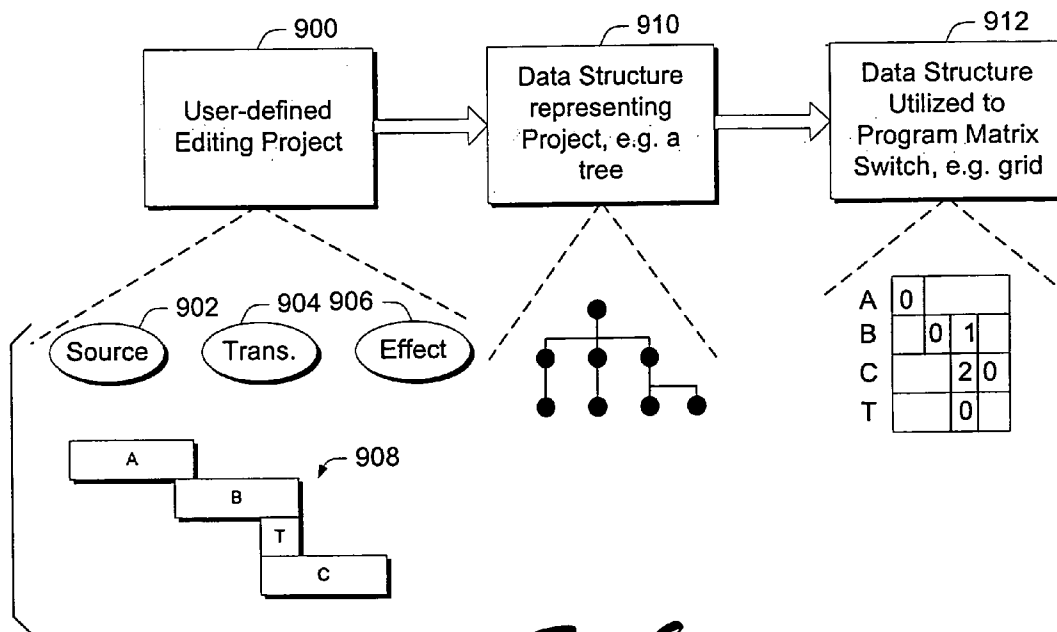 900
910
912
User-defined
Editing Project
Data Structure
representing
Project, e.g. a
tree
Data Structure
Utilized to
Program Matrix
Switch, e.g. grid
902
904
906
Source
Trans.
Effect
A
B
T
C
908
A 0
B 0 1
C 2 0
T 0